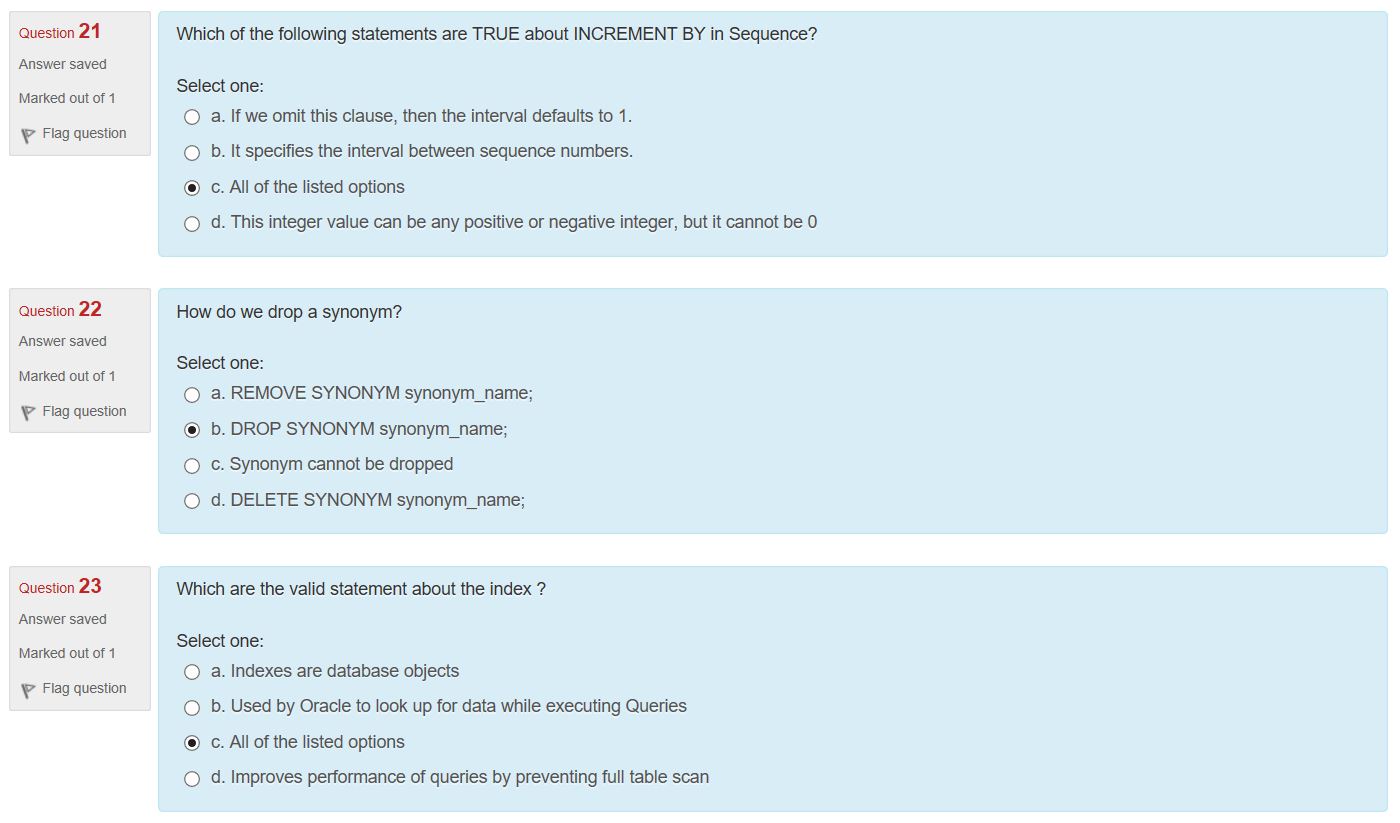 Question 21
Answer saved
Marked out of 1
Flag question
Which of the following statements are TRUE about INCREMENT BY in Sequence?
Select one:
a. If we omit this clause, then the interval defaults to 1.
b. It specifies the interval between sequence numbers.
c. All of the listed options
d. This integer value can be any positive or negative integer, but it cannot be 0
Question 22
Answer saved
Marked out of 1
Flag question
How do we drop a synonym?
Select one:
a. REMOVE SYNONYM synonym_name;
b. DROP SYNONYM synonym_name;
c. Synonym cannot be dropped
d. DELETE SYNONYM synonym_name;
Question 23
Answer saved
Marked out of 1
Flag question
Which are the valid statement about the index ?
Select one:
a. Indexes are database objects
b. Used by Oracle to look up for data while executing Queries
c. All of the listed options
d. Improves performance of queries by preventing full table scan